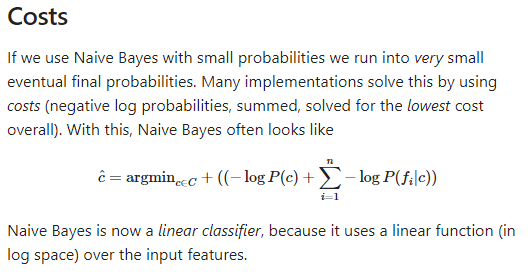 Costs
If we use Naive Bayes with small probabilities we run into very small
eventual final probabilities. Many implementations solve this by using
costs (negative log probabilities, summed, solved for the lowest cost
overall). With this, Naive Bayes often looks like
ĉ = argmin_{c∈C} + ((− log P(c) + ∑_{i=1}^{n} − log P(f_i|c))
Naive Bayes is now a linear classifier, because it uses a linear function (in
log space) over the input features.